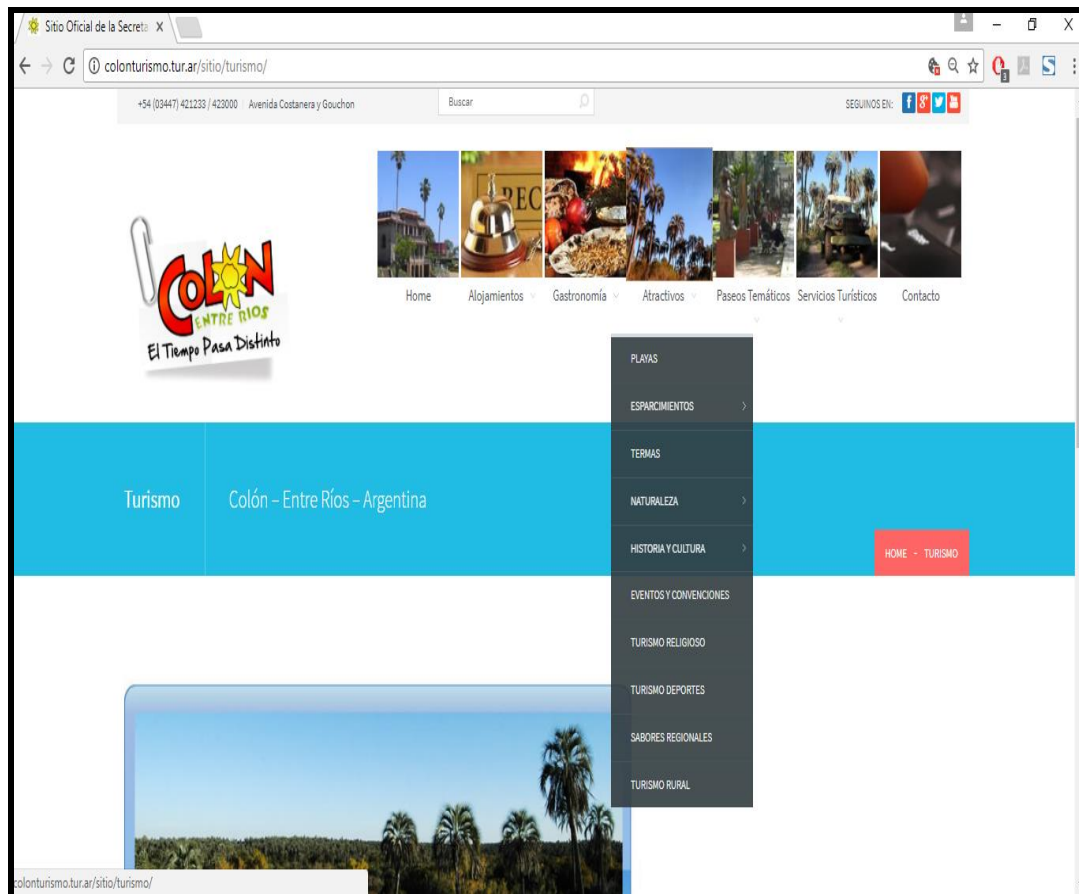 Sitio Oficial de la Secreta
colonturismo.tur.ar/sitio/turismo/
+54 (03447) 421233 / 423000 | Avenida Costanera y Gouchon
Buscar
SEGUINOS EN:
REC
COLON
ENTRE RIOS
El Tiempo Pasa Distinto
Home
Alojamientos
Gastronomía
Atractivos
Paseos Temáticos
Servicios Turísticos
Contacto
PLAYAS
ESPARCIMIENTOS
TERMAS
NATURALEZA
HISTORIA Y CULTURA
EVENTOS Y CONVENCIONES
TURISMO RELIGIOSO
TURISMO DEPORTES
SABORES REGIONALES
TURISMO RURAL
Turismo
Colón – Entre Ríos – Argentina
HOME - TURISMO
colonturismo.tur.ar/sitio/turismo/